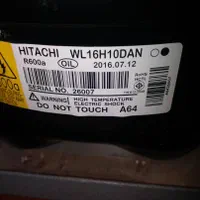 HITACHI WL16H10DAN
R600a OIL 2016.07.12
SERIAL NO. 26007
WARNING HIGH TEMPERATURE
ELECTRIC SHOCK
DO NOT TOUCH A64